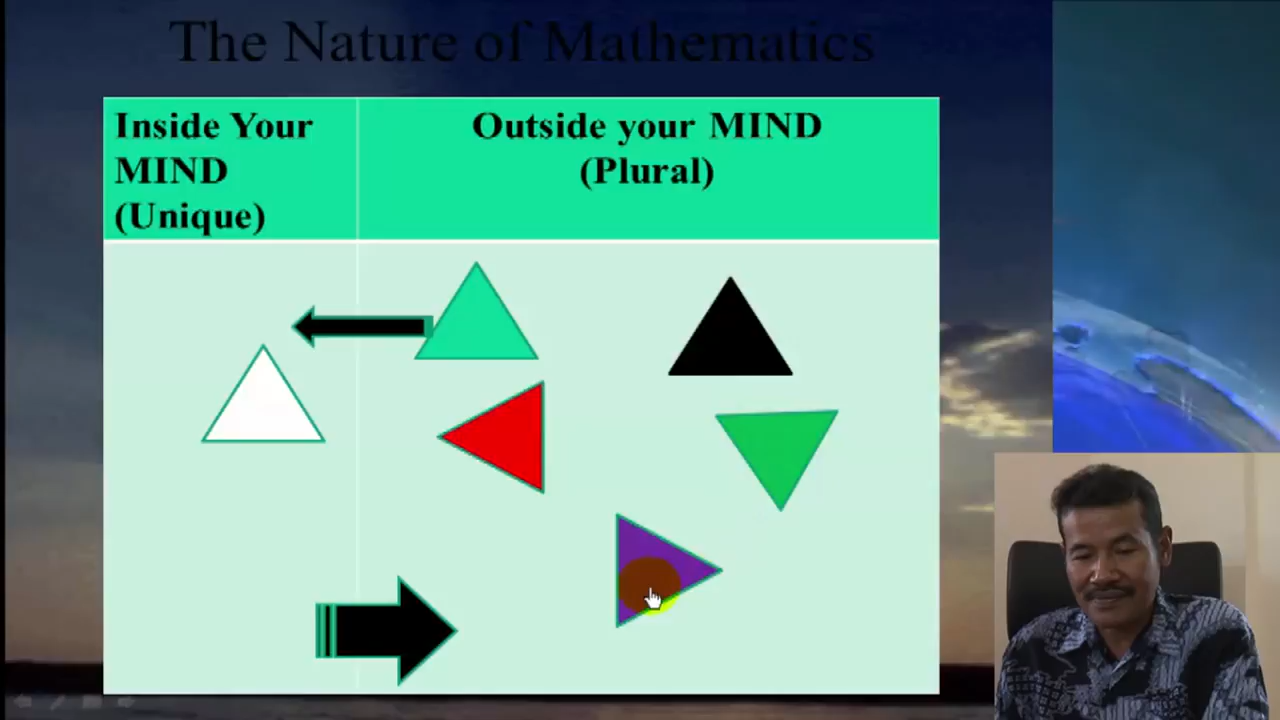 The Nature of Mathematics
Inside Your
MIND
(Unique)
Outside your MIND
(Plural)